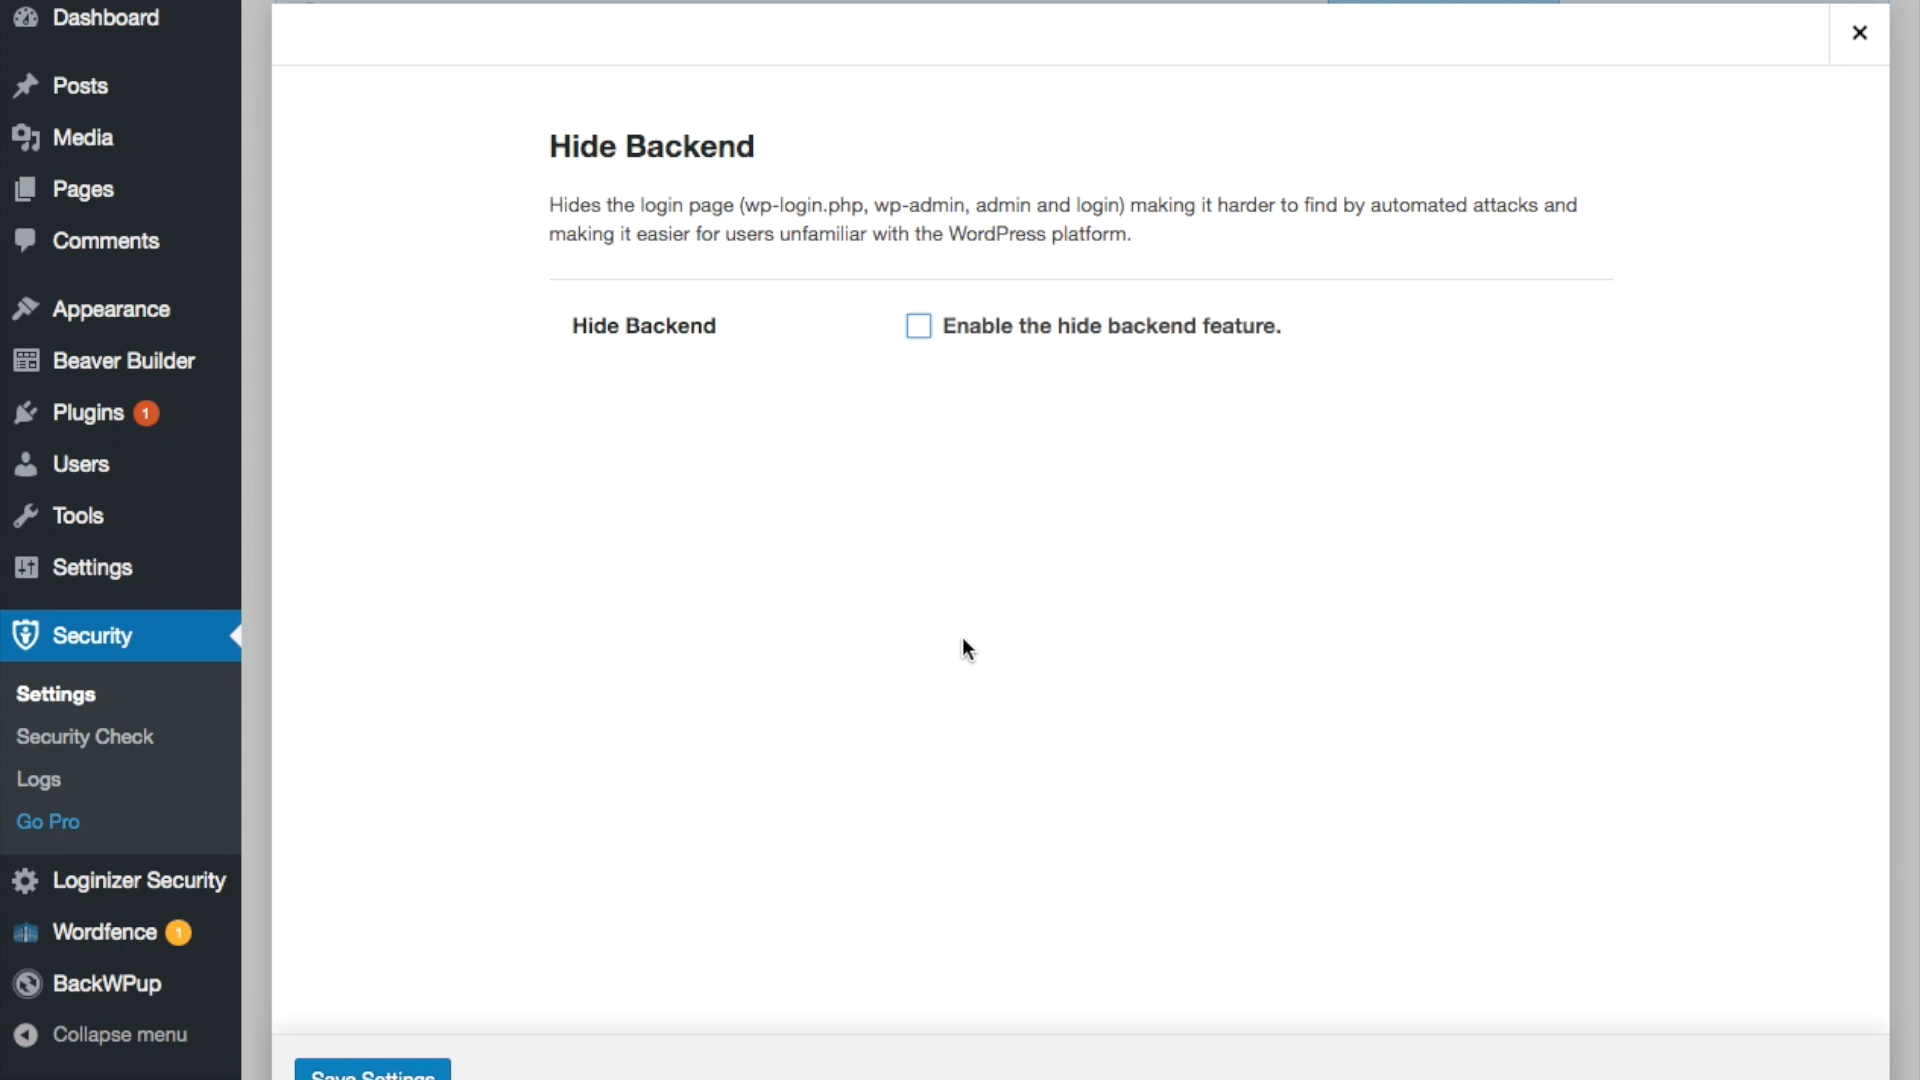 Dashboard
Posts
Media
Pages
Comments
Appearance
Beaver Builder
Plugins 1
Users
Tools
Settings
Security
Settings
Security Check
Logs
Go Pro
Loginizer Security
Wordfence 1
BackWPup
Collapse menu
×
Hide Backend
Hides the login page (wp-login.php, wp-admin, admin and login) making it harder to find by automated attacks and
making it easier for users unfamiliar with the WordPress platform.
Hide Backend
Enable the hide backend feature.
Save Settings